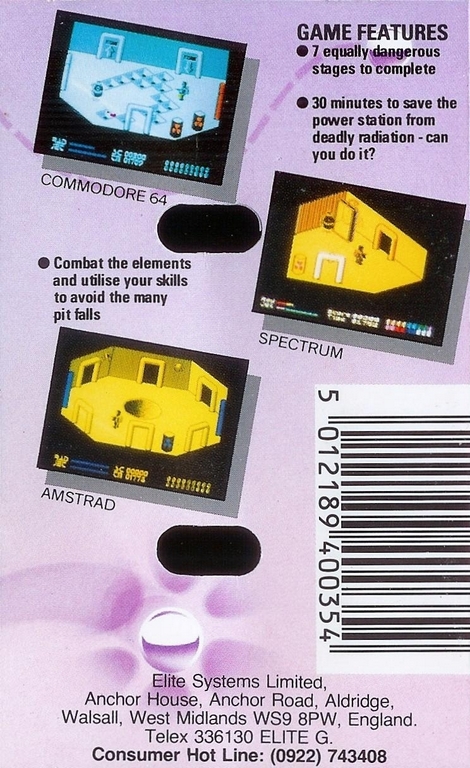 GAME FEATURES
● 7 equally dangerous
stages to complete
● 30 minutes to save the
power station from
deadly radiation - can
you do it?
COMMODORE 64
● Combat the elements
and utilise your skills
to avoid the many
pit falls
SPECTRUM
AMSTRAD
5 012189 400354
Elite Systems Limited,
Anchor House, Anchor Road, Aldridge,
Walsall, West Midlands WS9 8PW, England.
Telex 336130 ELITE G.
Consumer Hot Line: (0922) 743408